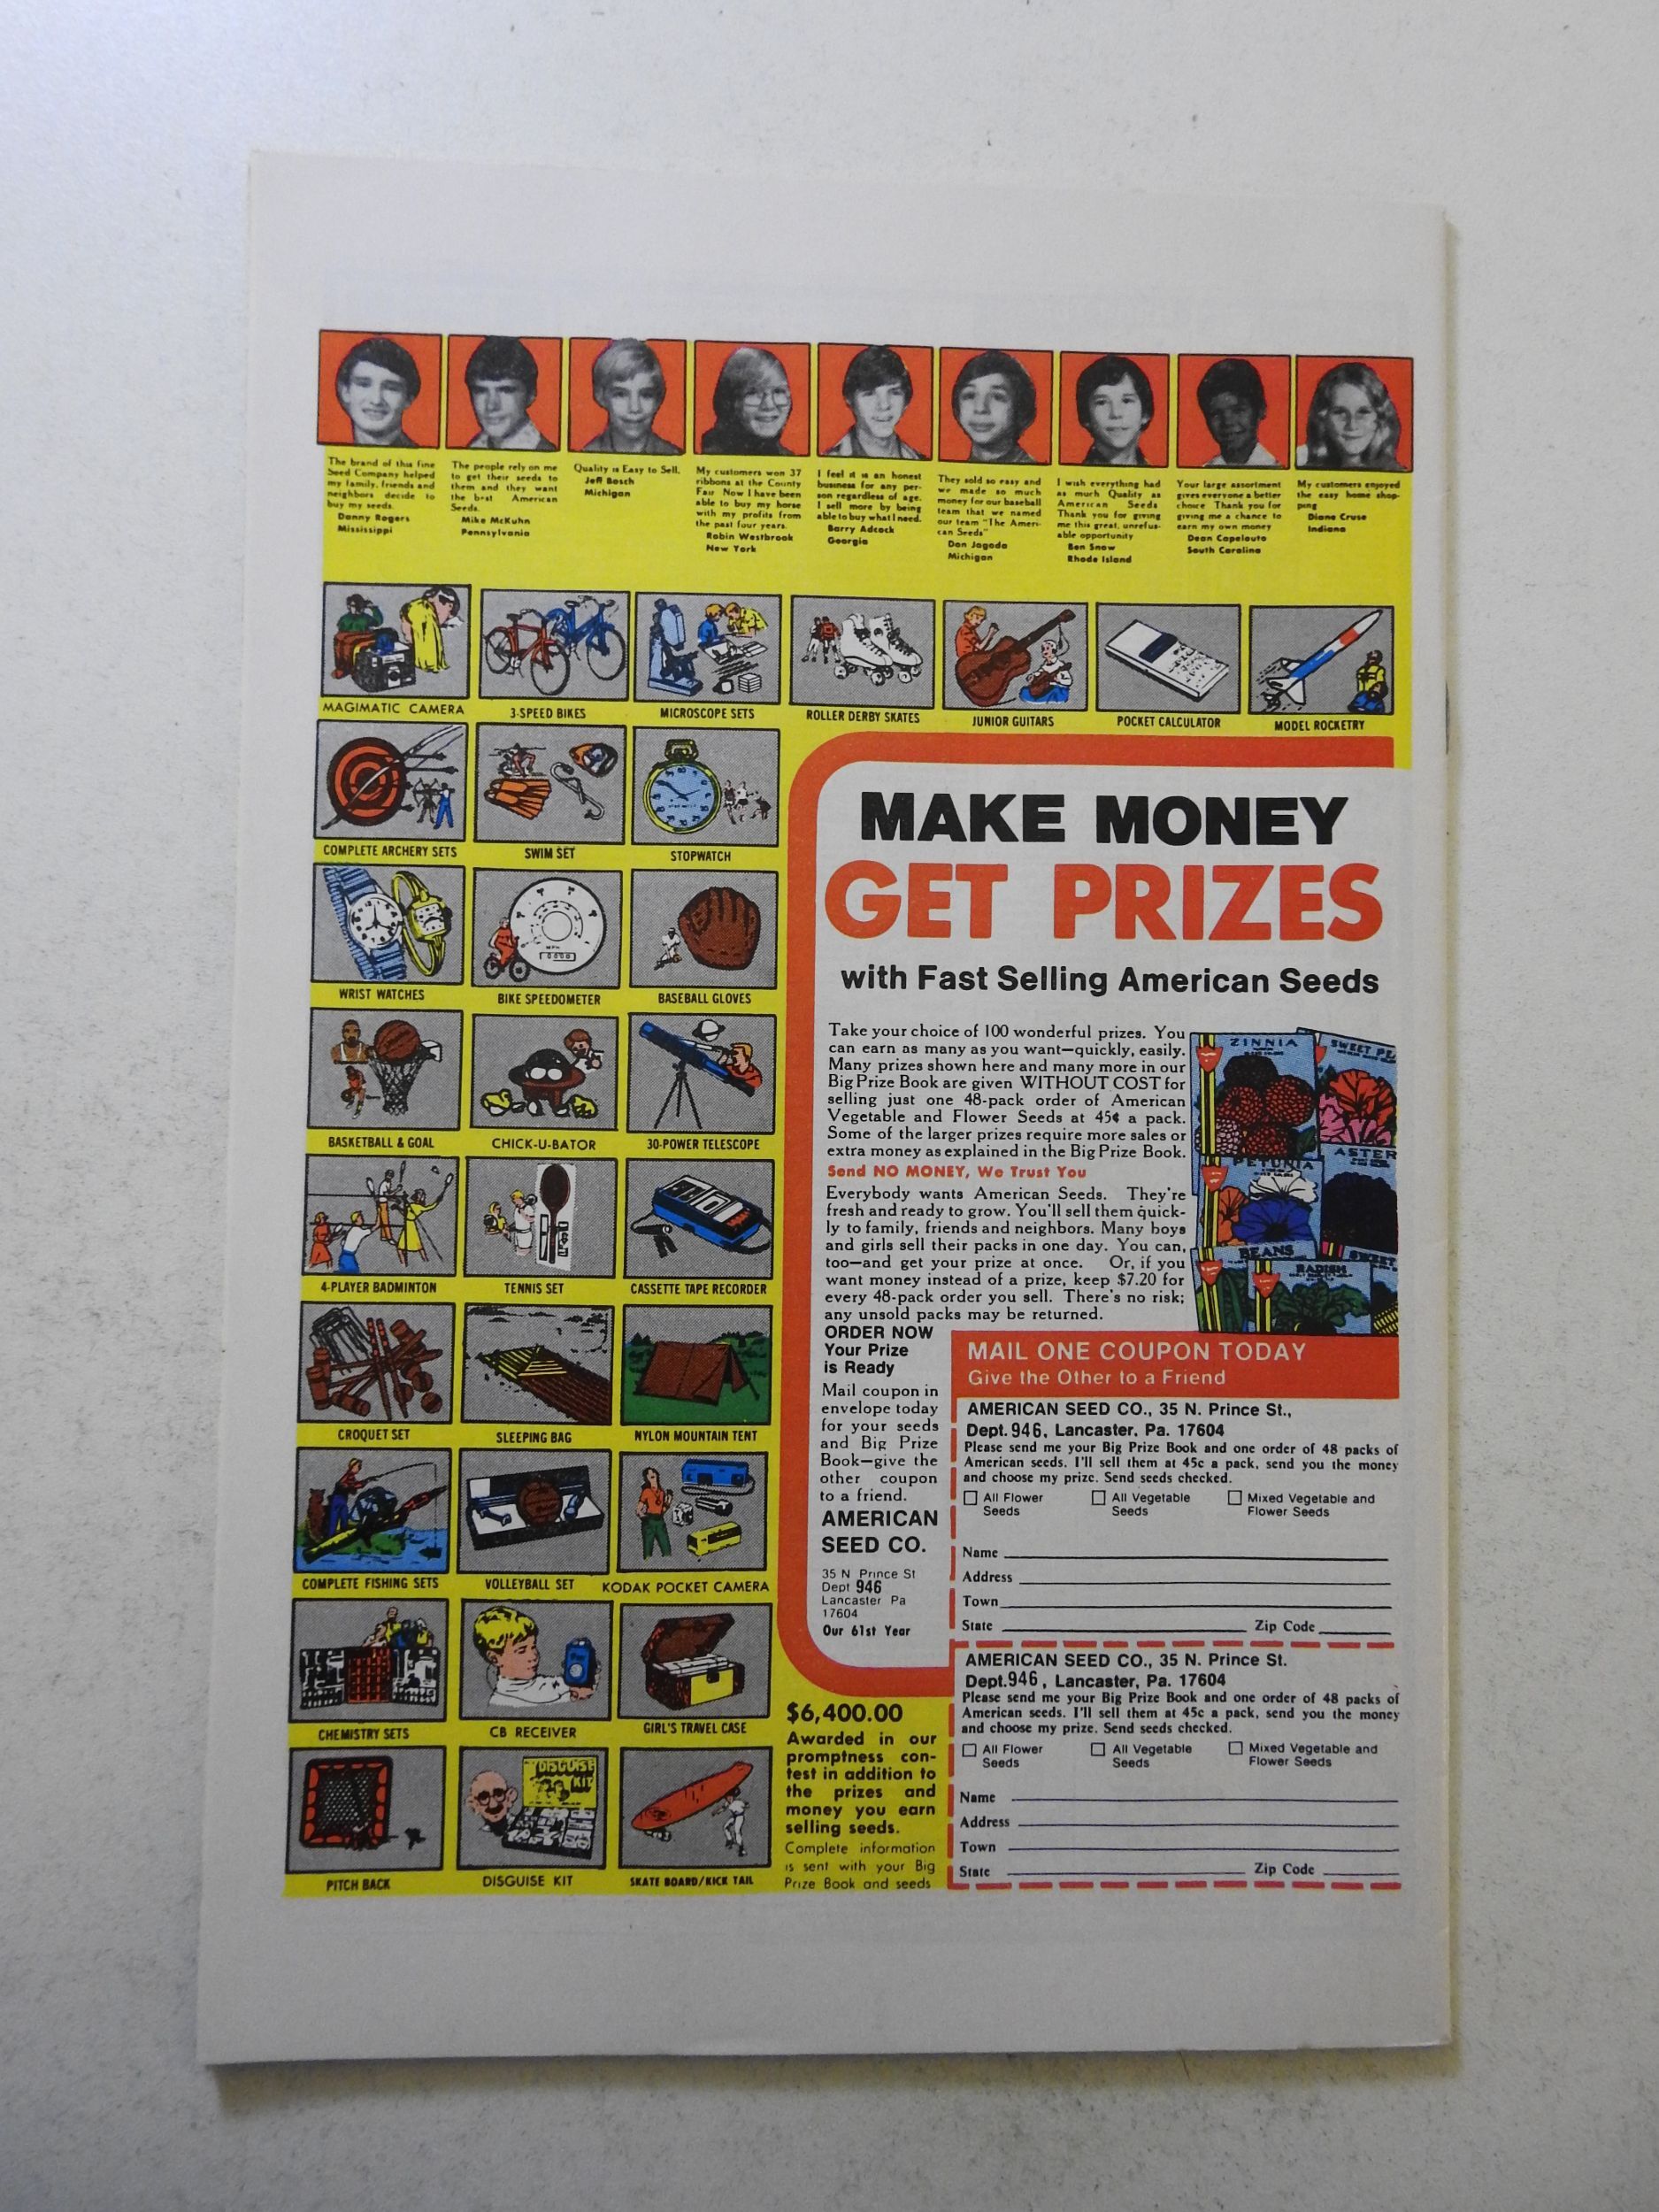 The brand of this fine
Seed Company helped
my family, friends and
neighbors decide to
buy my seeds.
Danny Rogers
Mississippi
The people rely on me
to get their seeds to
them and they want
the best American
Seeds.
Mike McKuhn
Pennsylvania
Quality is Easy to Sell.
Jeff Bosch
Michigan
My customers won 37
ribbons at the County
Fair Now I have been
able to buy my horse
with my profits from
the past four years.
Robin Westbrook
New York
I feel it is an honest
business for any per-
son regardless of age.
I sell more by being
able to buy what I need.
Barry Adcock
Georgia
They sold so easy and
we made so much
money for our baseball
team that we named
our team "The Ameri-
can Seeds"
Dan Jagoda
Michigan
I wish everything had
as much Quality as
American Seeds
Thank you for giving
me this great, unrefus-
able opportunity
Ben Snow
Rhode Island
Your large assortment
gives everyone a better
choice Thank you for
giving me a chance to
earn my own money
Dean Capelouto
South Carolina
My customers enjoyed
the easy home shop-
ping
Diane Cruse
Indiana
MAGIMATIC CAMERA
3-SPEED BIKES
MICROSCOPE SETS
ROLLER DERBY SKATES
JUNIOR GUITARS
POCKET CALCULATOR
MODEL ROCKETRY
COMPLETE ARCHERY SETS
SWIM SET
STOPWATCH
WRIST WATCHES
BIKE SPEEDOMETER
BASEBALL GLOVES
BASKETBALL & GOAL
CHICK-U-BATOR
30-POWER TELESCOPE
4-PLAYER BADMINTON
TENNIS SET
CASSETTE TAPE RECORDER
CROQUET SET
SLEEPING BAG
NYLON MOUNTAIN TENT
COMPLETE FISHING SETS
VOLLEYBALL SET
KODAK POCKET CAMERA
CHEMISTRY SETS
CB RECEIVER
GIRL'S TRAVEL CASE
DISGUISE
KIT
PITCH BACK
DISGUISE KIT
SKATE BOARD/KICK TAIL
MAKE MONEY
GET PRIZES
with Fast Selling American Seeds
Take your choice of 100 wonderful prizes. You
can earn as many as you want—quickly, easily.
Many prizes shown here and many more in our
Big Prize Book are given WITHOUT COST for
selling just one 48-pack order of American
Vegetable and Flower Seeds at 45¢ a pack.
Some of the larger prizes require more sales or
extra money as explained in the Big Prize Book.
Send NO MONEY, We Trust You
Everybody wants American Seeds. They're
fresh and ready to grow. You'll sell them quick-
ly to family, friends and neighbors. Many boys
and girls sell their packs in one day. You can,
too—and get your prize at once. Or, if you
want money instead of a prize, keep $7.20 for
every 48-pack order you sell. There's no risk;
any unsold packs may be returned.
ZINNIA
SWEET PE
ASTER
PETUNIA
BEANS
RADISH
SWEET
ORDER NOW
Your Prize
is Ready
Mail coupon in
envelope today
for your seeds
and Big Prize
Book—give the
other coupon
to a friend.
AMERICAN
SEED CO.
35 N Prince St
Dept 946
Lancaster Pa
17604
Our 61st Year
$6,400.00
Awarded in our
promptness con-
test in addition to
the prizes and
money you earn
selling seeds.
Complete information
is sent with your Big
Prize Book and seeds
MAIL ONE COUPON TODAY
Give the Other to a Friend
AMERICAN SEED CO., 35 N. Prince St.,
Dept. 946, Lancaster, Pa. 17604
Please send me your Big Prize Book and one order of 48 packs of
American seeds. I'll sell them at 45c a pack, send you the money
and choose my prize. Send seeds checked.
All Flower
Seeds
All Vegetable
Seeds
Mixed Vegetable and
Flower Seeds
Name
Address
Town
State Zip Code
AMERICAN SEED CO., 35 N. Prince St.
Dept. 946, Lancaster, Pa. 17604
Please send me your Big Prize Book and one order of 48 packs of
American seeds. I'll sell them at 45c a pack, send you the money
and choose my prize. Send seeds checked.
All Flower
Seeds
All Vegetable
Seeds
Mixed Vegetable and
Flower Seeds
Name
Address
Town
State Zip Code